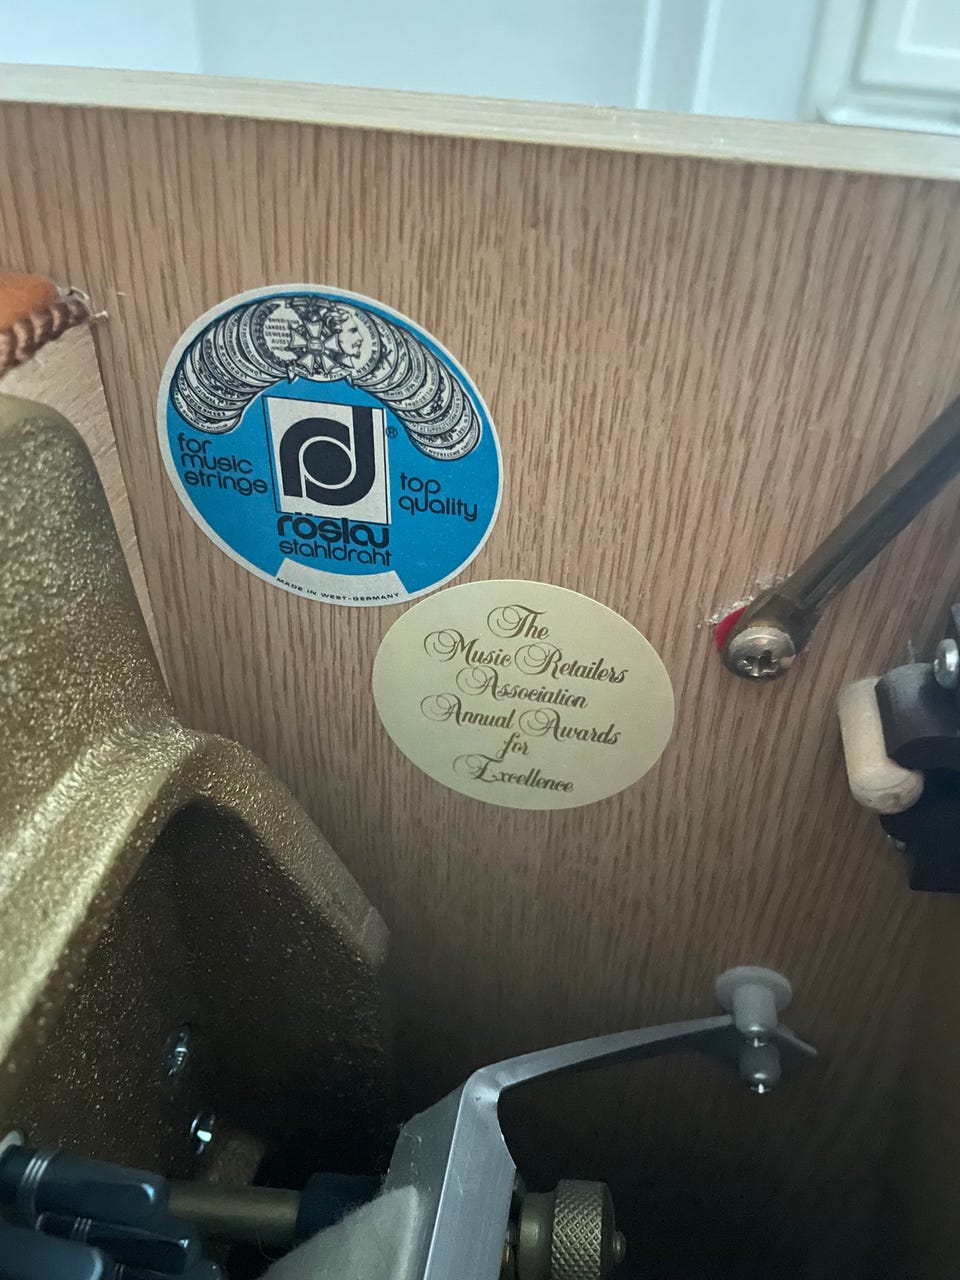 for
music
strings
®
top
quality
röslau
stahldraht
MADE IN WEST-GERMANY
The
Music Retailers
Association
Annual Awards
for
Excellence